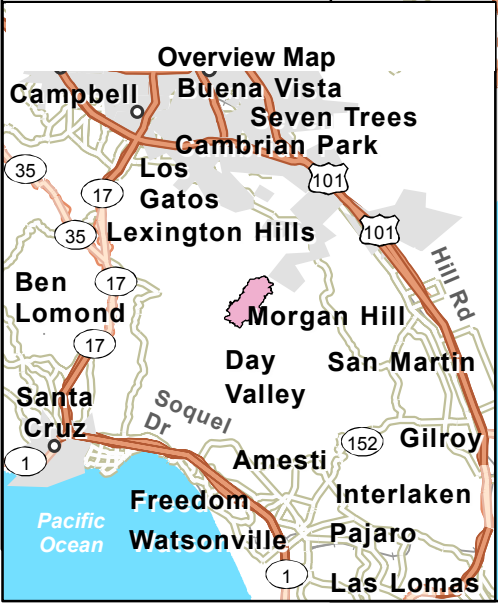 Overview Map
Campbell
Buena Vista
Seven Trees
Cambrian Park
35
Los
Gatos
17
101
35
Lexington Hills
101
Ben
Lomond
17
Hill Rd
Morgan Hill
17
Day
Valley
San Martin
Santa
Cruz
Soquel
Dr
152
Gilroy
1
Amesti
Freedom
Interlaken
Pacific
Ocean
Watsonville
Pajaro
1
Las Lomas